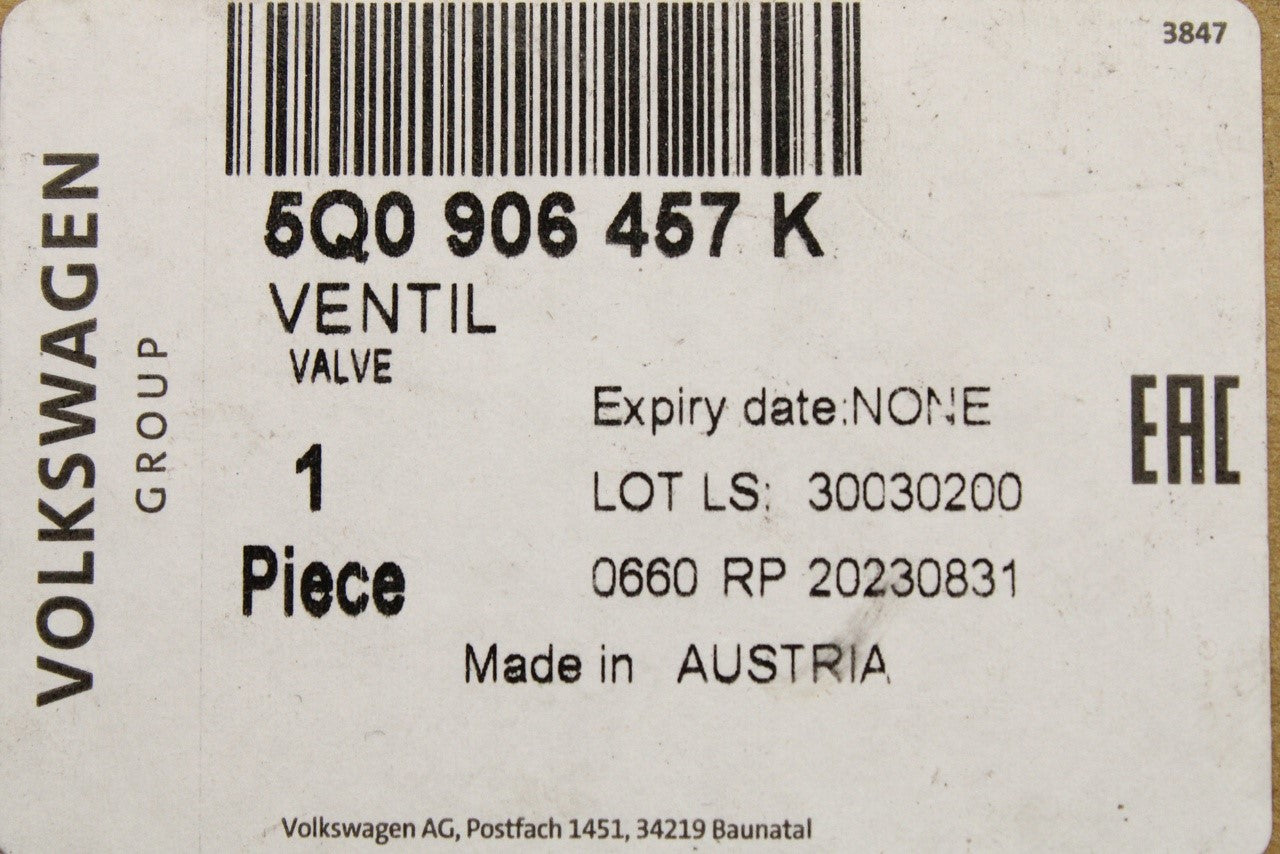 3847
VOLKSWAGEN
GROUP
5Q0 906 457 K
VENTIL
VALVE
Expiry date:NONE
1
LOT LS: 30030200
Piece
0660 RP 20230831
Made in AUSTRIA
EAC
Volkswagen AG, Postfach 1451, 34219 Baunatal